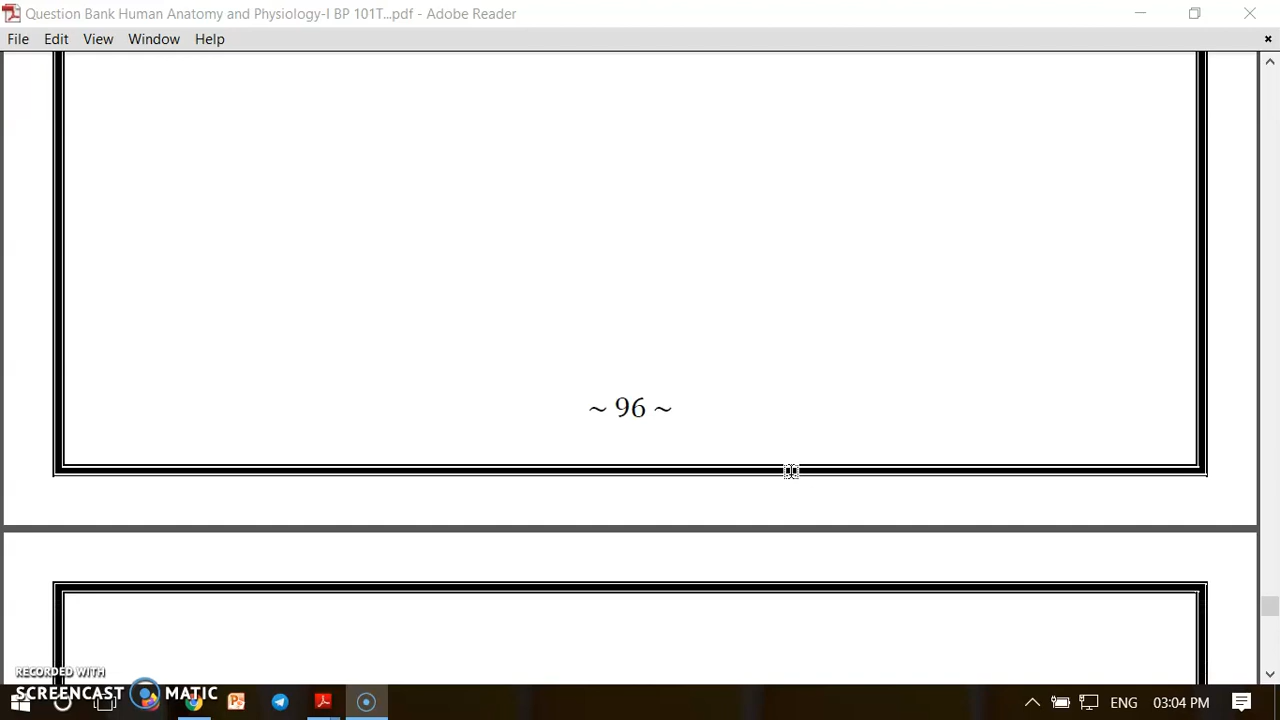 Question Bank Human Anatomy and Physiology-I BP 101T...pdf - Adobe Reader
File Edit View Window Help
~ 96 ~
RECORDED WITH
SCREENCAST MATIC
ENG 03:04 PM